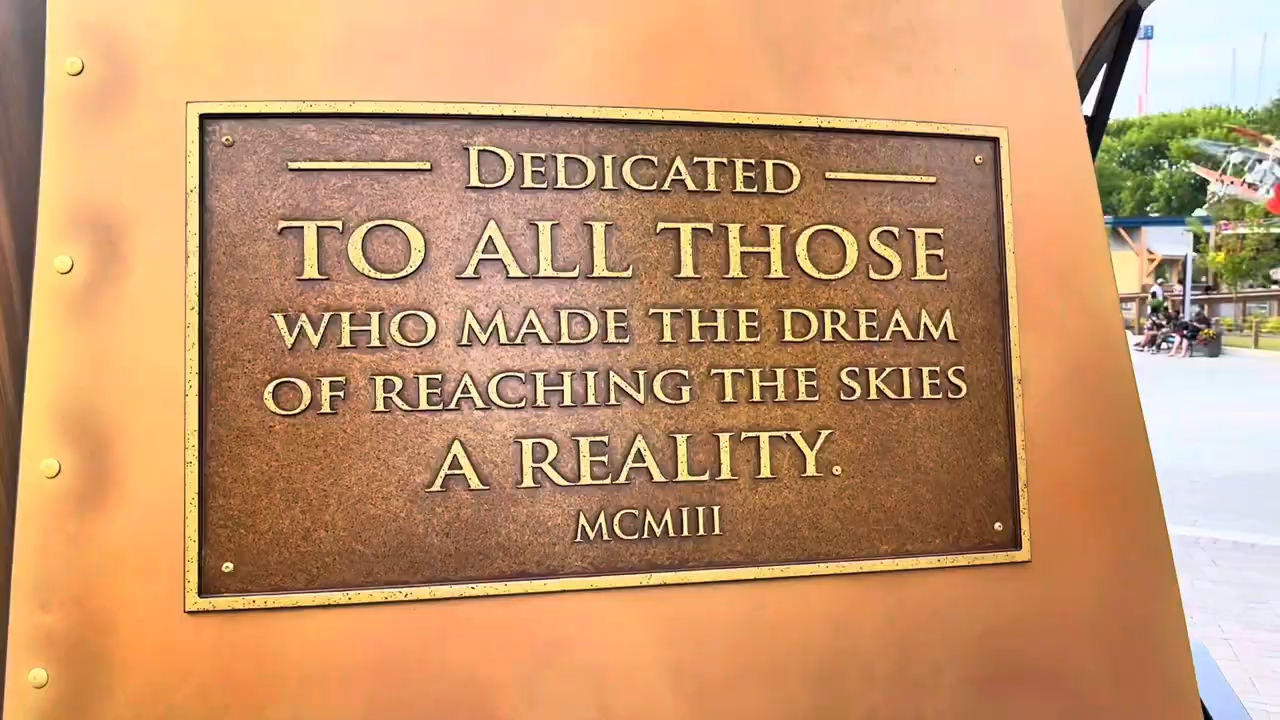 DEDICATED
TO ALL THOSE
WHO MADE THE DREAM
OF REACHING THE SKIES
A REALITY.
MCMIII